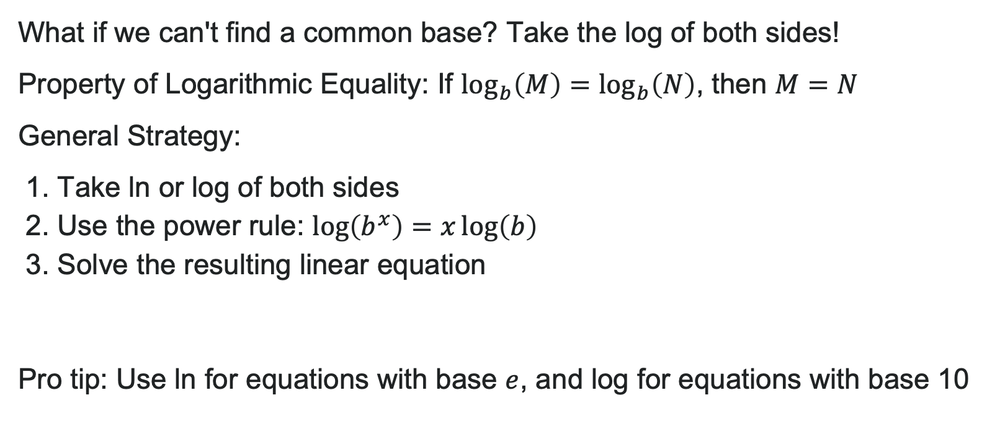 What if we can't find a common base? Take the log of both sides!
Property of Logarithmic Equality: If log_b(M) = log_b(N), then M = N
General Strategy:
1. Take ln or log of both sides
2. Use the power rule: log(b^x) = x log(b)
3. Solve the resulting linear equation
Pro tip: Use ln for equations with base e, and log for equations with base 10